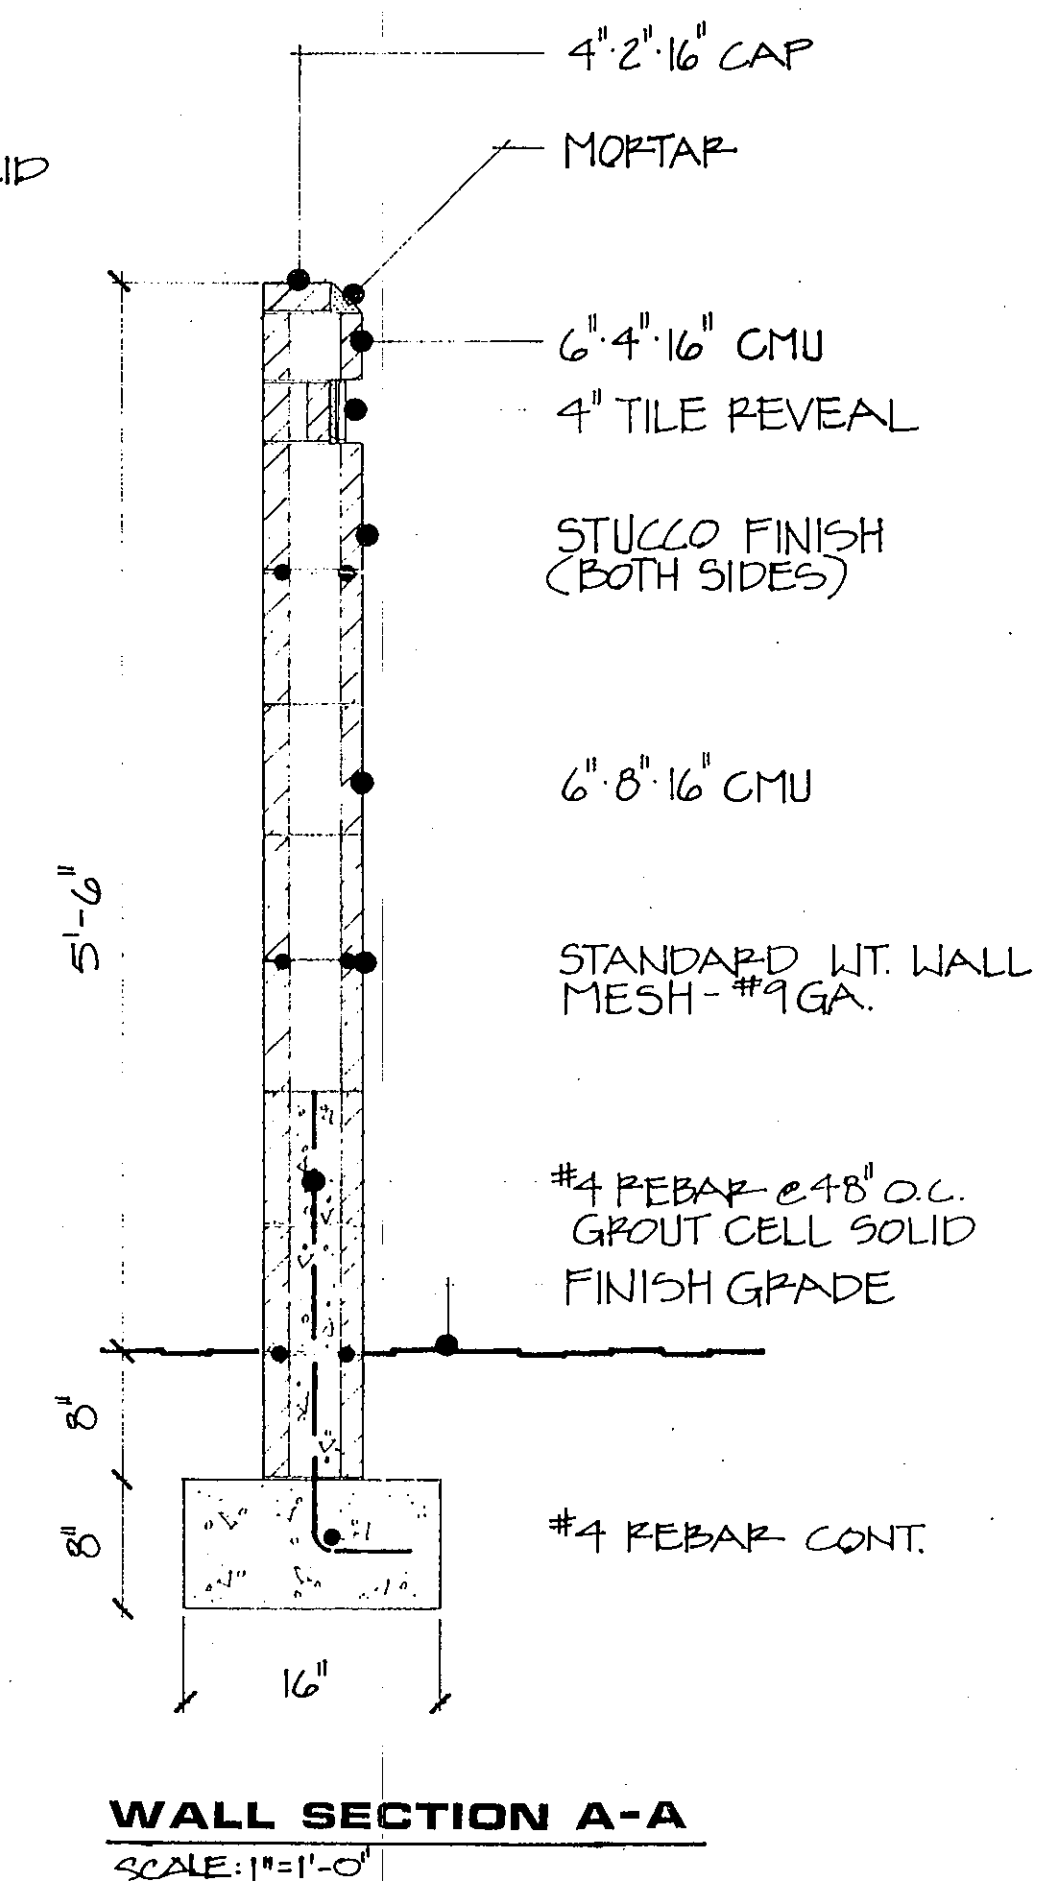 4"·2"·16" CAP
MORTAR
6"·4"·16" CMU
4" TILE REVEAL
STUCCO FINISH
(BOTH SIDES)
6"·8"·16" CMU
5'-6"
STANDARD WT. WALL
MESH - #9 GA.
#4 REBAR @ 48" O.C.
GROUT CELL SOLID
FINISH GRADE
8"
8"
#4 REBAR CONT.
16"
WALL SECTION A-A
SCALE: 1"=1'-0"